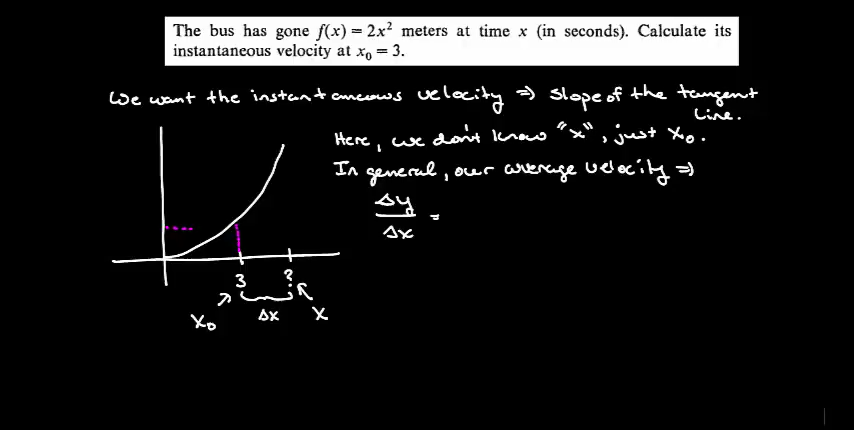 The bus has gone f(x) = 2x² meters at time x (in seconds). Calculate its
instantaneous velocity at x₀ = 3.
We want the instantaneous velocity ⇒ slope of the tangent
line.
Here, we don't know "x", just x₀.
In general, our average velocity ⇒
Δy
Δx =
3 ?
x₀ Δx x